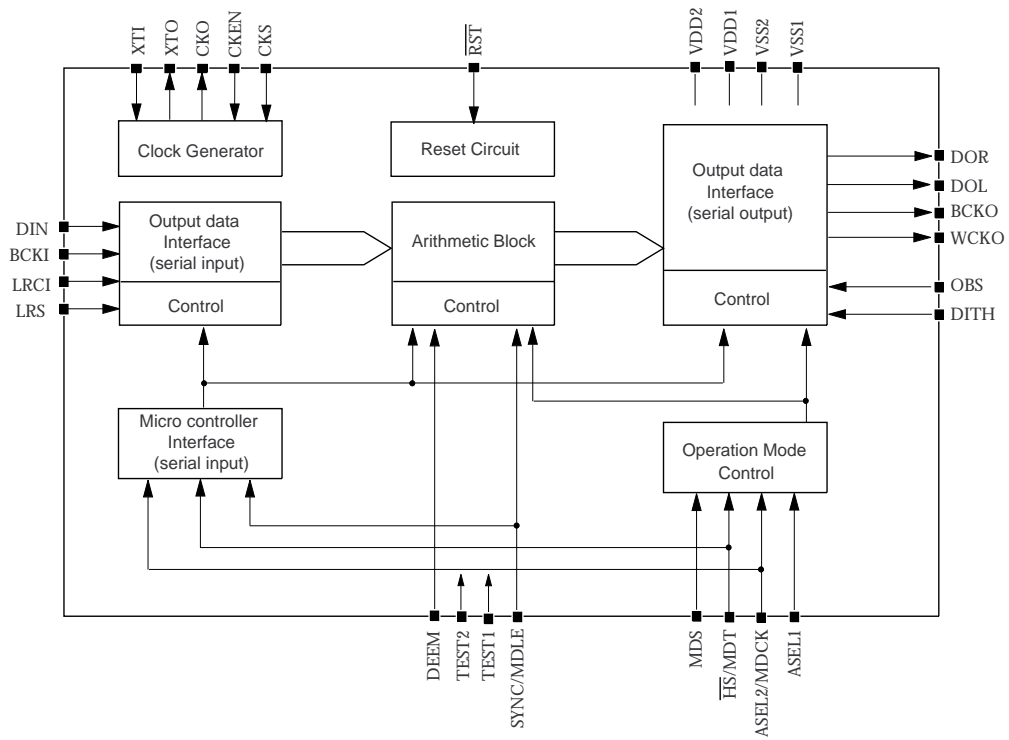 XTI
XTO
CKO
CKEN
CKS
RST
VDD2
VDD1
VSS2
VSS1
Clock Generator
Reset Circuit
Output data
Interface
(serial output)
Control
DOR
DOL
BCKO
WCKO
OBS
DITH
DIN
BCKI
LRCI
LRS
Output data
Interface
(serial input)
Control
Arithmetic Block
Control
Micro controller
Interface
(serial input)
Operation Mode
Control
DEEM
TEST2
TEST1
SYNC/MDLE
MDS
HS/MDT
ASEL2/MDCK
ASEL1